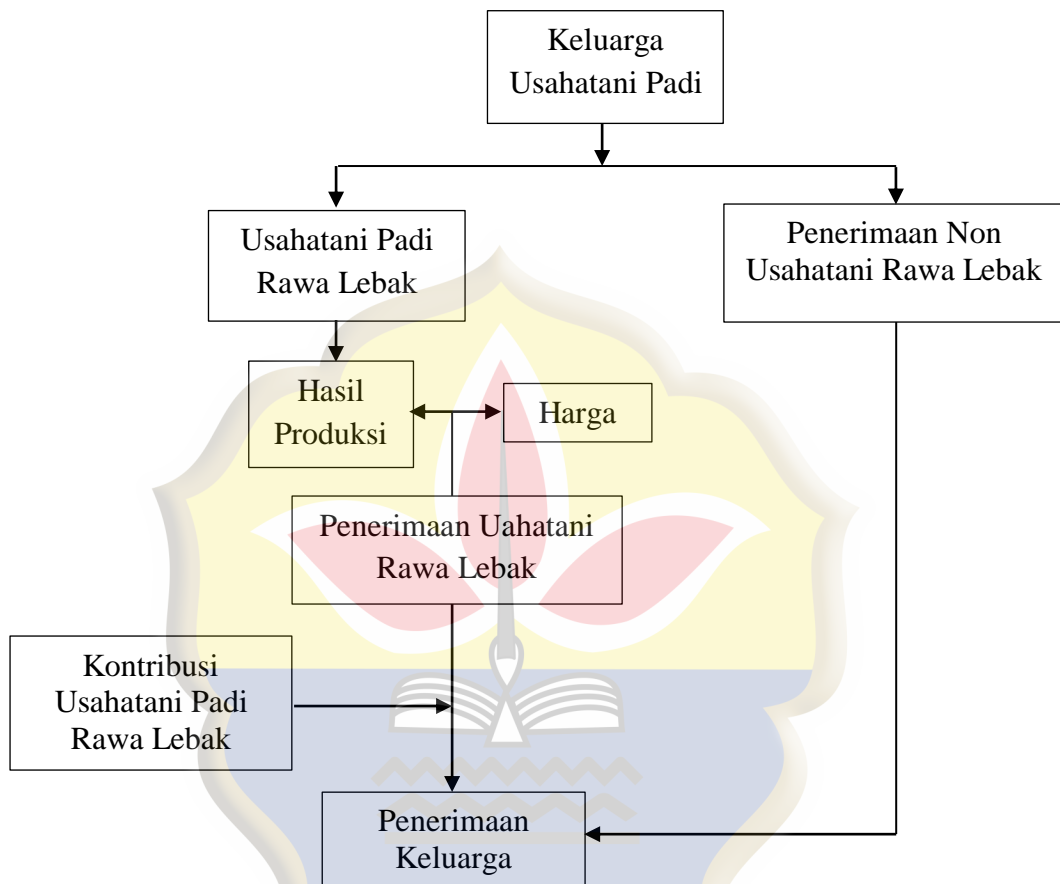 Keluarga
Usahatani Padi
Usahatani Padi
Rawa Lebak
Penerimaan Non
Usahatani Rawa Lebak
Hasil
Produksi
Harga
Penerimaan Uahatani
Rawa Lebak
Kontribusi
Usahatani Padi
Rawa Lebak
Penerimaan
Keluarga